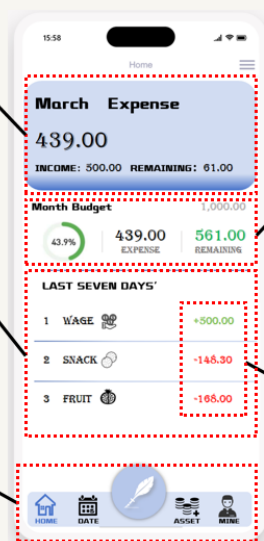 15:58
Home
March Expense
439.00
INCOME: 500.00 REMAINING: 61.00
Month Budget 1,000.00
43.9% 439.00 561.00
EXPENSE REMAINING
LAST SEVEN DAYS'
1 WAGE +500.00
2 SNACK -148.30
3 FRUIT -168.00
HOME DATE ASSET MINE